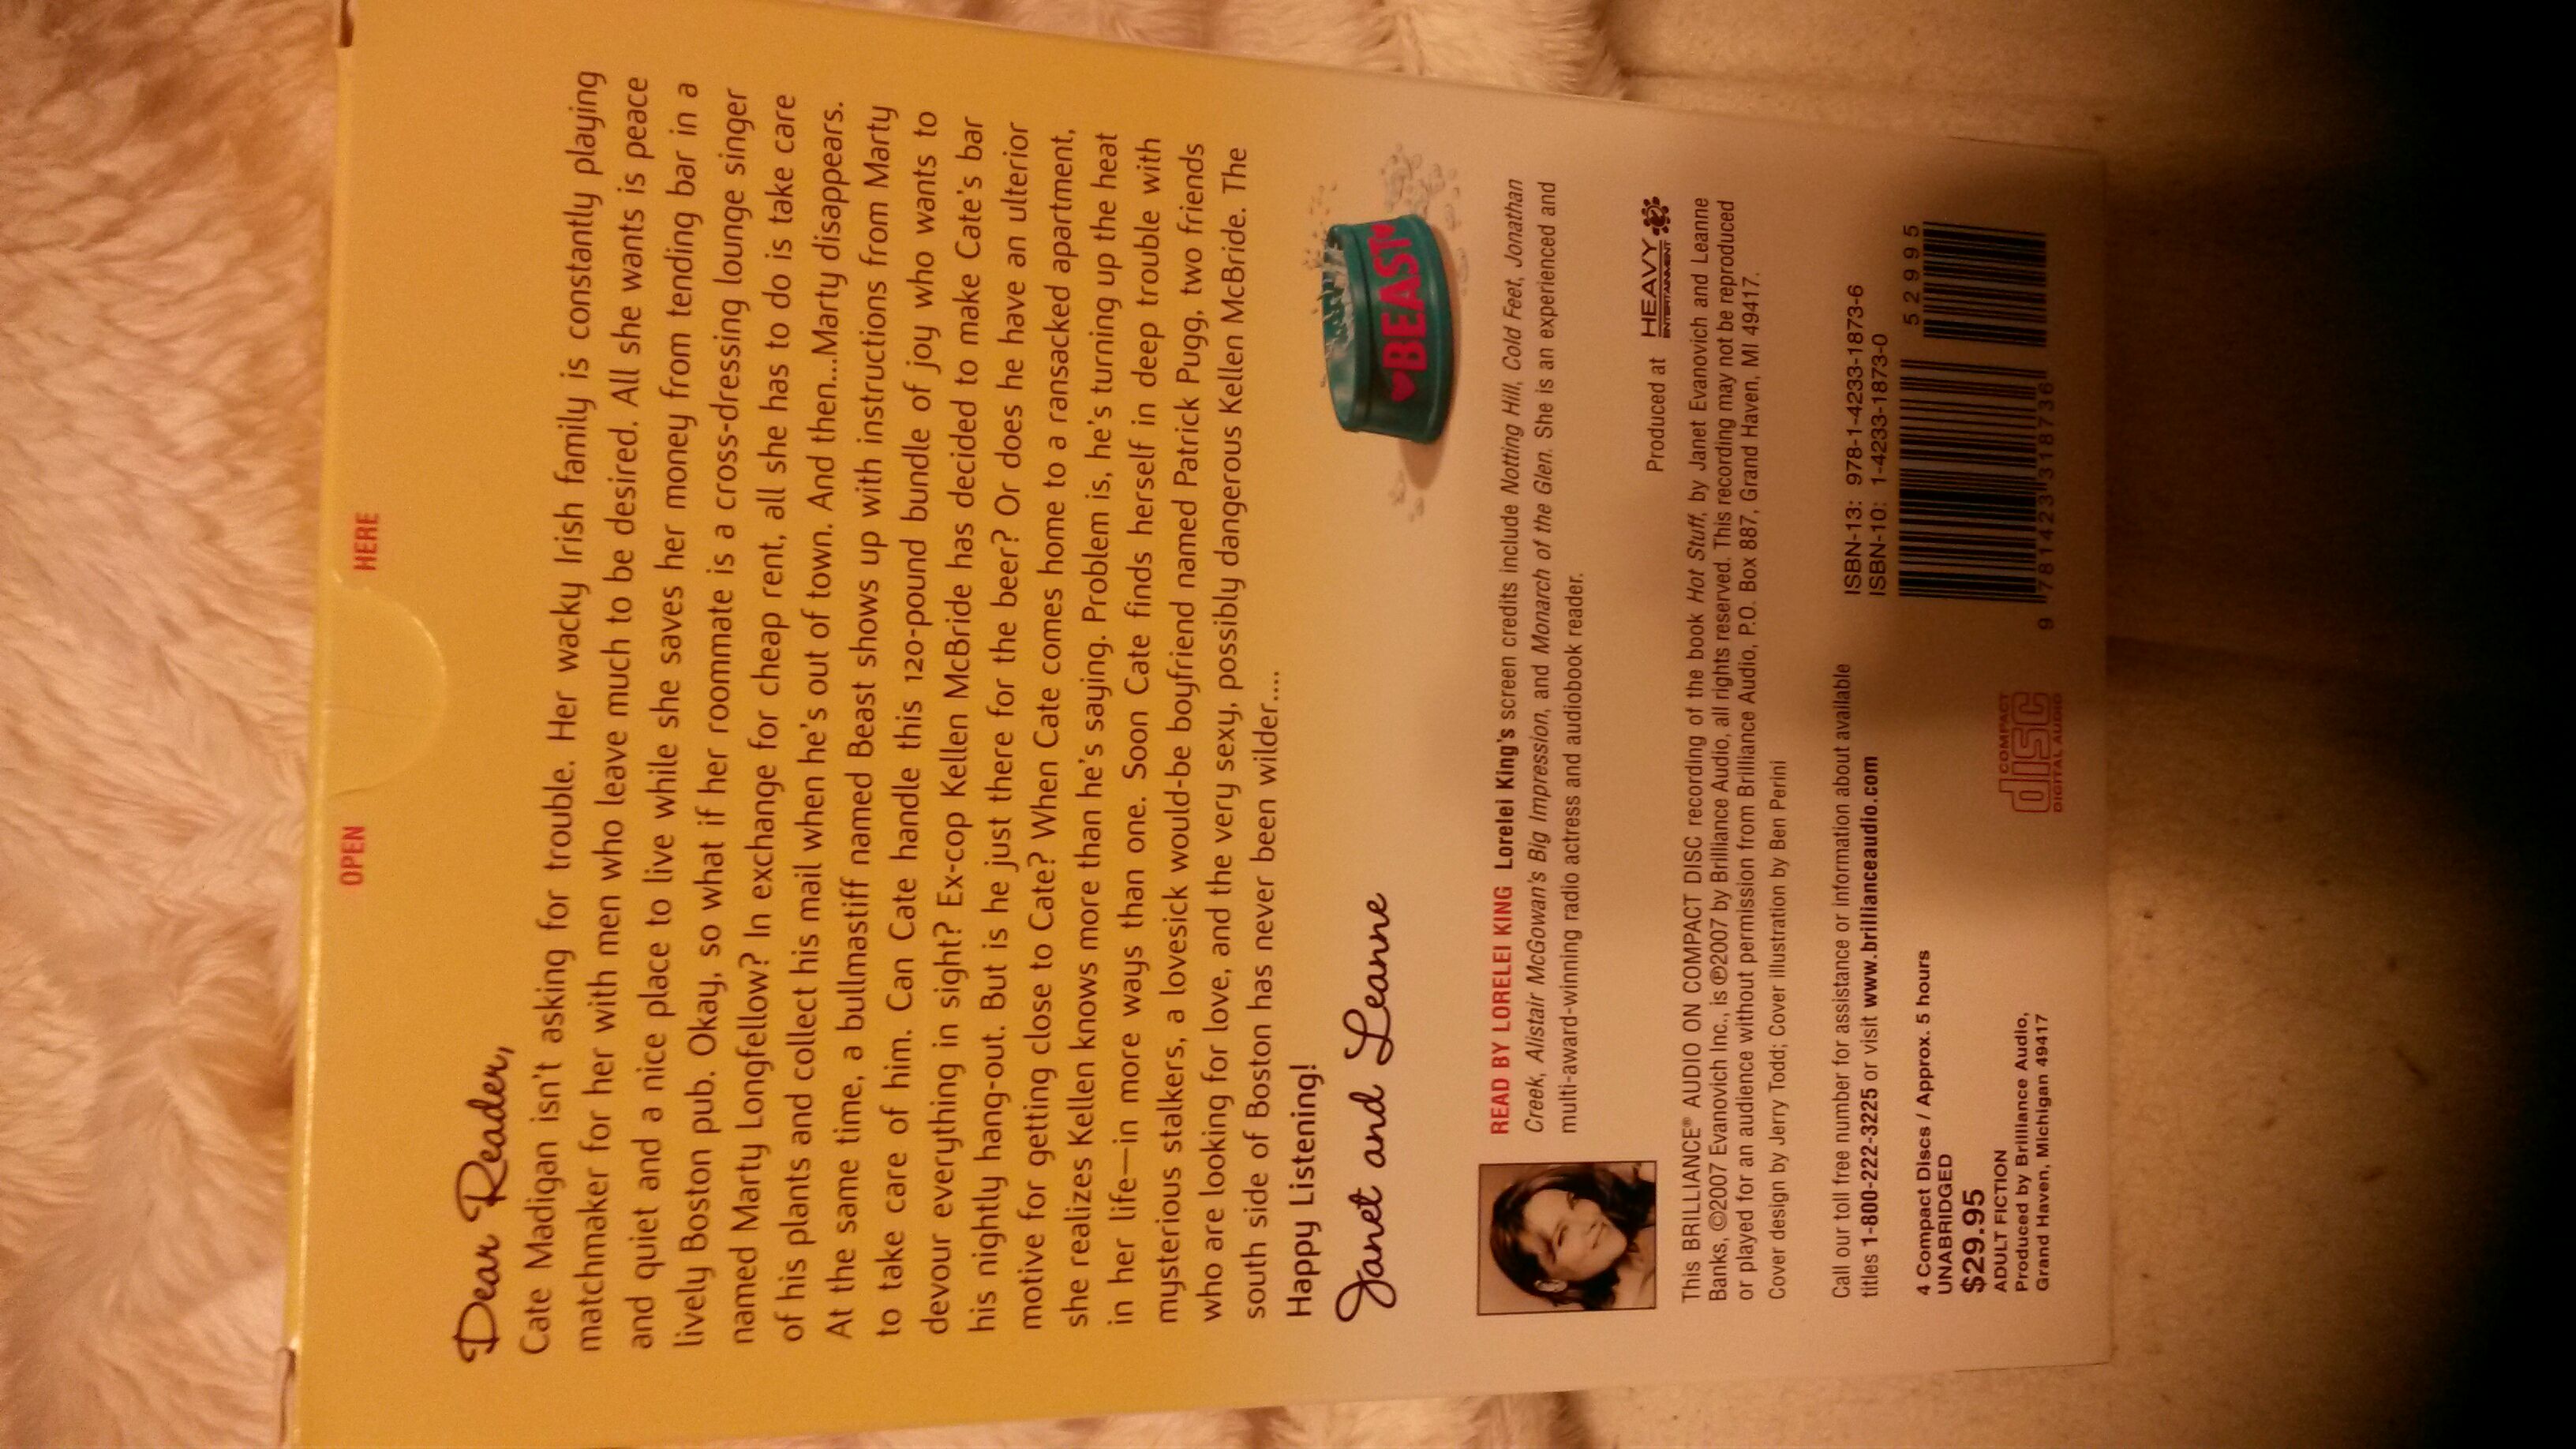 OPEN HERE
Dear Reader,
Cate Madigan isn't asking for trouble. Her wacky Irish family is constantly playing
matchmaker for her with men who leave much to be desired. All she wants is peace
and quiet and a nice place to live while she saves her money from tending bar in a
lively Boston pub. Okay, so what if her roommate is a cross-dressing lounge singer
named Marty Longfellow? In exchange for cheap rent, all she has to do is take care
of his plants and collect his mail when he's out of town. And then...Marty disappears.
At the same time, a bullmastiff named Beast shows up with instructions from Marty
to take care of him. Can Cate handle this 120-pound bundle of joy who wants to
devour everything in sight? Ex-cop Kellen McBride has decided to make Cate's bar
his nightly hang-out. But is he just there for the beer? Or does he have an ulterior
motive for getting close to Cate? When Cate comes home to a ransacked apartment,
she realizes Kellen knows more than he's saying. Problem is, he's turning up the heat
in her life—in more ways than one. Soon Cate finds herself in deep trouble with
mysterious stalkers, a lovesick would-be boyfriend named Patrick Pugg, two friends
who are looking for love, and the very sexy, possibly dangerous Kellen McBride. The
south side of Boston has never been wilder....
Happy Listening!
Janet and Leanne
♥BEAST♥
READ BY LORELEI KING Lorelei King's screen credits include Notting Hill, Cold Feet, Jonathan
Creek, Alistair McGowan's Big Impression, and Monarch of the Glen. She is an experienced and
multi-award-winning radio actress and audiobook reader.
Produced at HEAVY
ENTERTAINMENT
This BRILLIANCE® AUDIO ON COMPACT DISC recording of the book Hot Stuff, by Janet Evanovich and Leanne
Banks, ©2007 Evanovich Inc., is ℗2007 by Brilliance Audio, all rights reserved. This recording may not be reproduced
or played for an audience without permission from Brilliance Audio, P.O. Box 887, Grand Haven, MI 49417.
Cover design by Jerry Todd; Cover illustration by Ben Perini
Call our toll free number for assistance or information about available
titles 1-800-222-3225 or visit www.brillianceaudio.com
4 Compact Discs / Approx. 5 hours
UNABRIDGED
$29.95
ADULT FICTION
Produced by Brilliance Audio,
Grand Haven, Michigan 49417
COMPACT
disc
DIGITAL AUDIO
ISBN-13: 978-1-4233-1873-6
ISBN-10: 1-4233-1873-0
52995
9 781423 318736